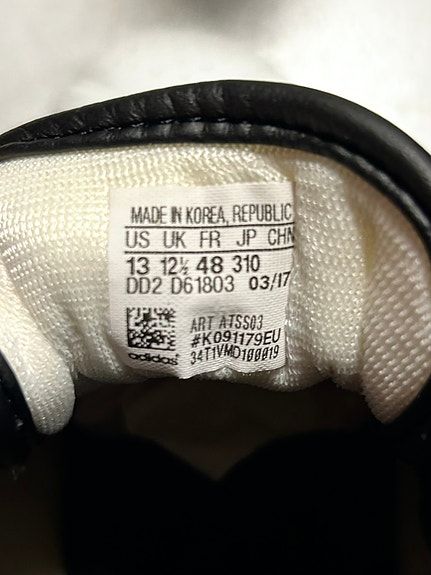 MADE IN KOREA, REPUBLIC
US UK FR JP CHN
13 12½ 48 310
DD2 D61803 03/17
ART ATSS03
#K091179EU
adidas 34T1VMD100019